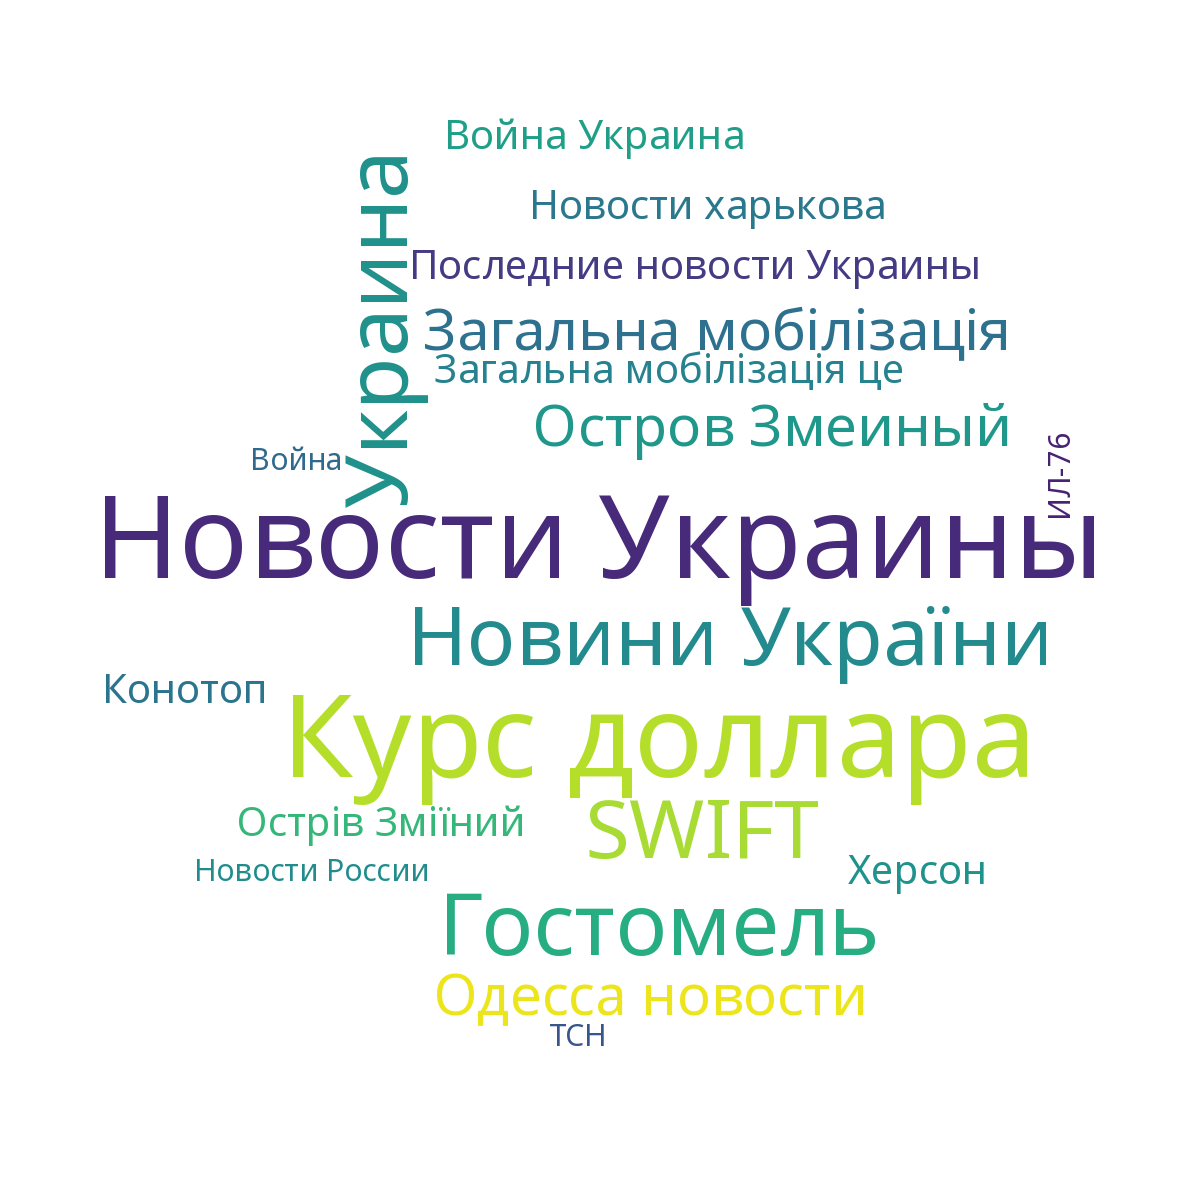 Война Украина
Украина
Новости харькова
Последние новости Украины
Загальна мобілізація
Загальна мобілізація це
Остров Змеиный
Война
ИЛ-76
Новости Украины
Новини України
Конотоп
Курс доллара
Острів Зміїний
SWIFT
Новости России
Херсон
Гостомель
Одесса новости
ТСН